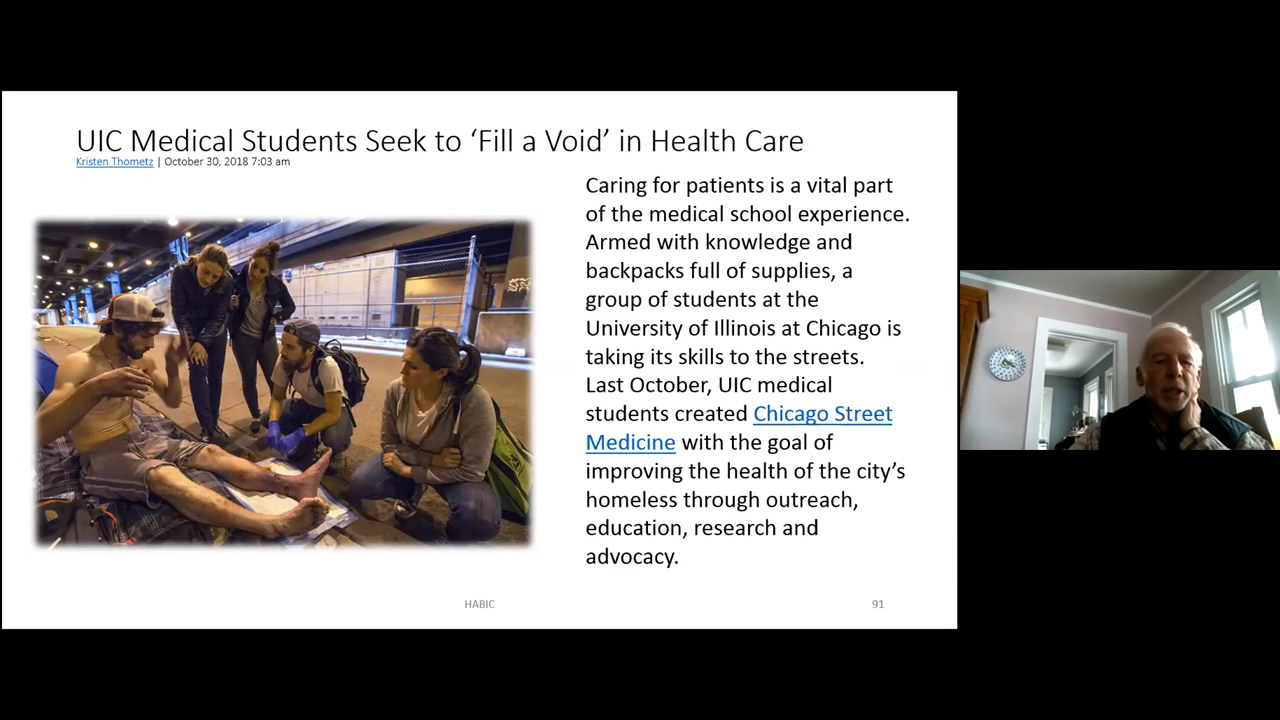 UIC Medical Students Seek to ‘Fill a Void’ in Health Care
Kristen Thometz | October 30, 2018 7:03 am
Caring for patients is a vital part
of the medical school experience.
Armed with knowledge and
backpacks full of supplies, a
group of students at the
University of Illinois at Chicago is
taking its skills to the streets.
Last October, UIC medical
students created Chicago Street
Medicine with the goal of
improving the health of the city’s
homeless through outreach,
education, research and
advocacy.
HABIC
91